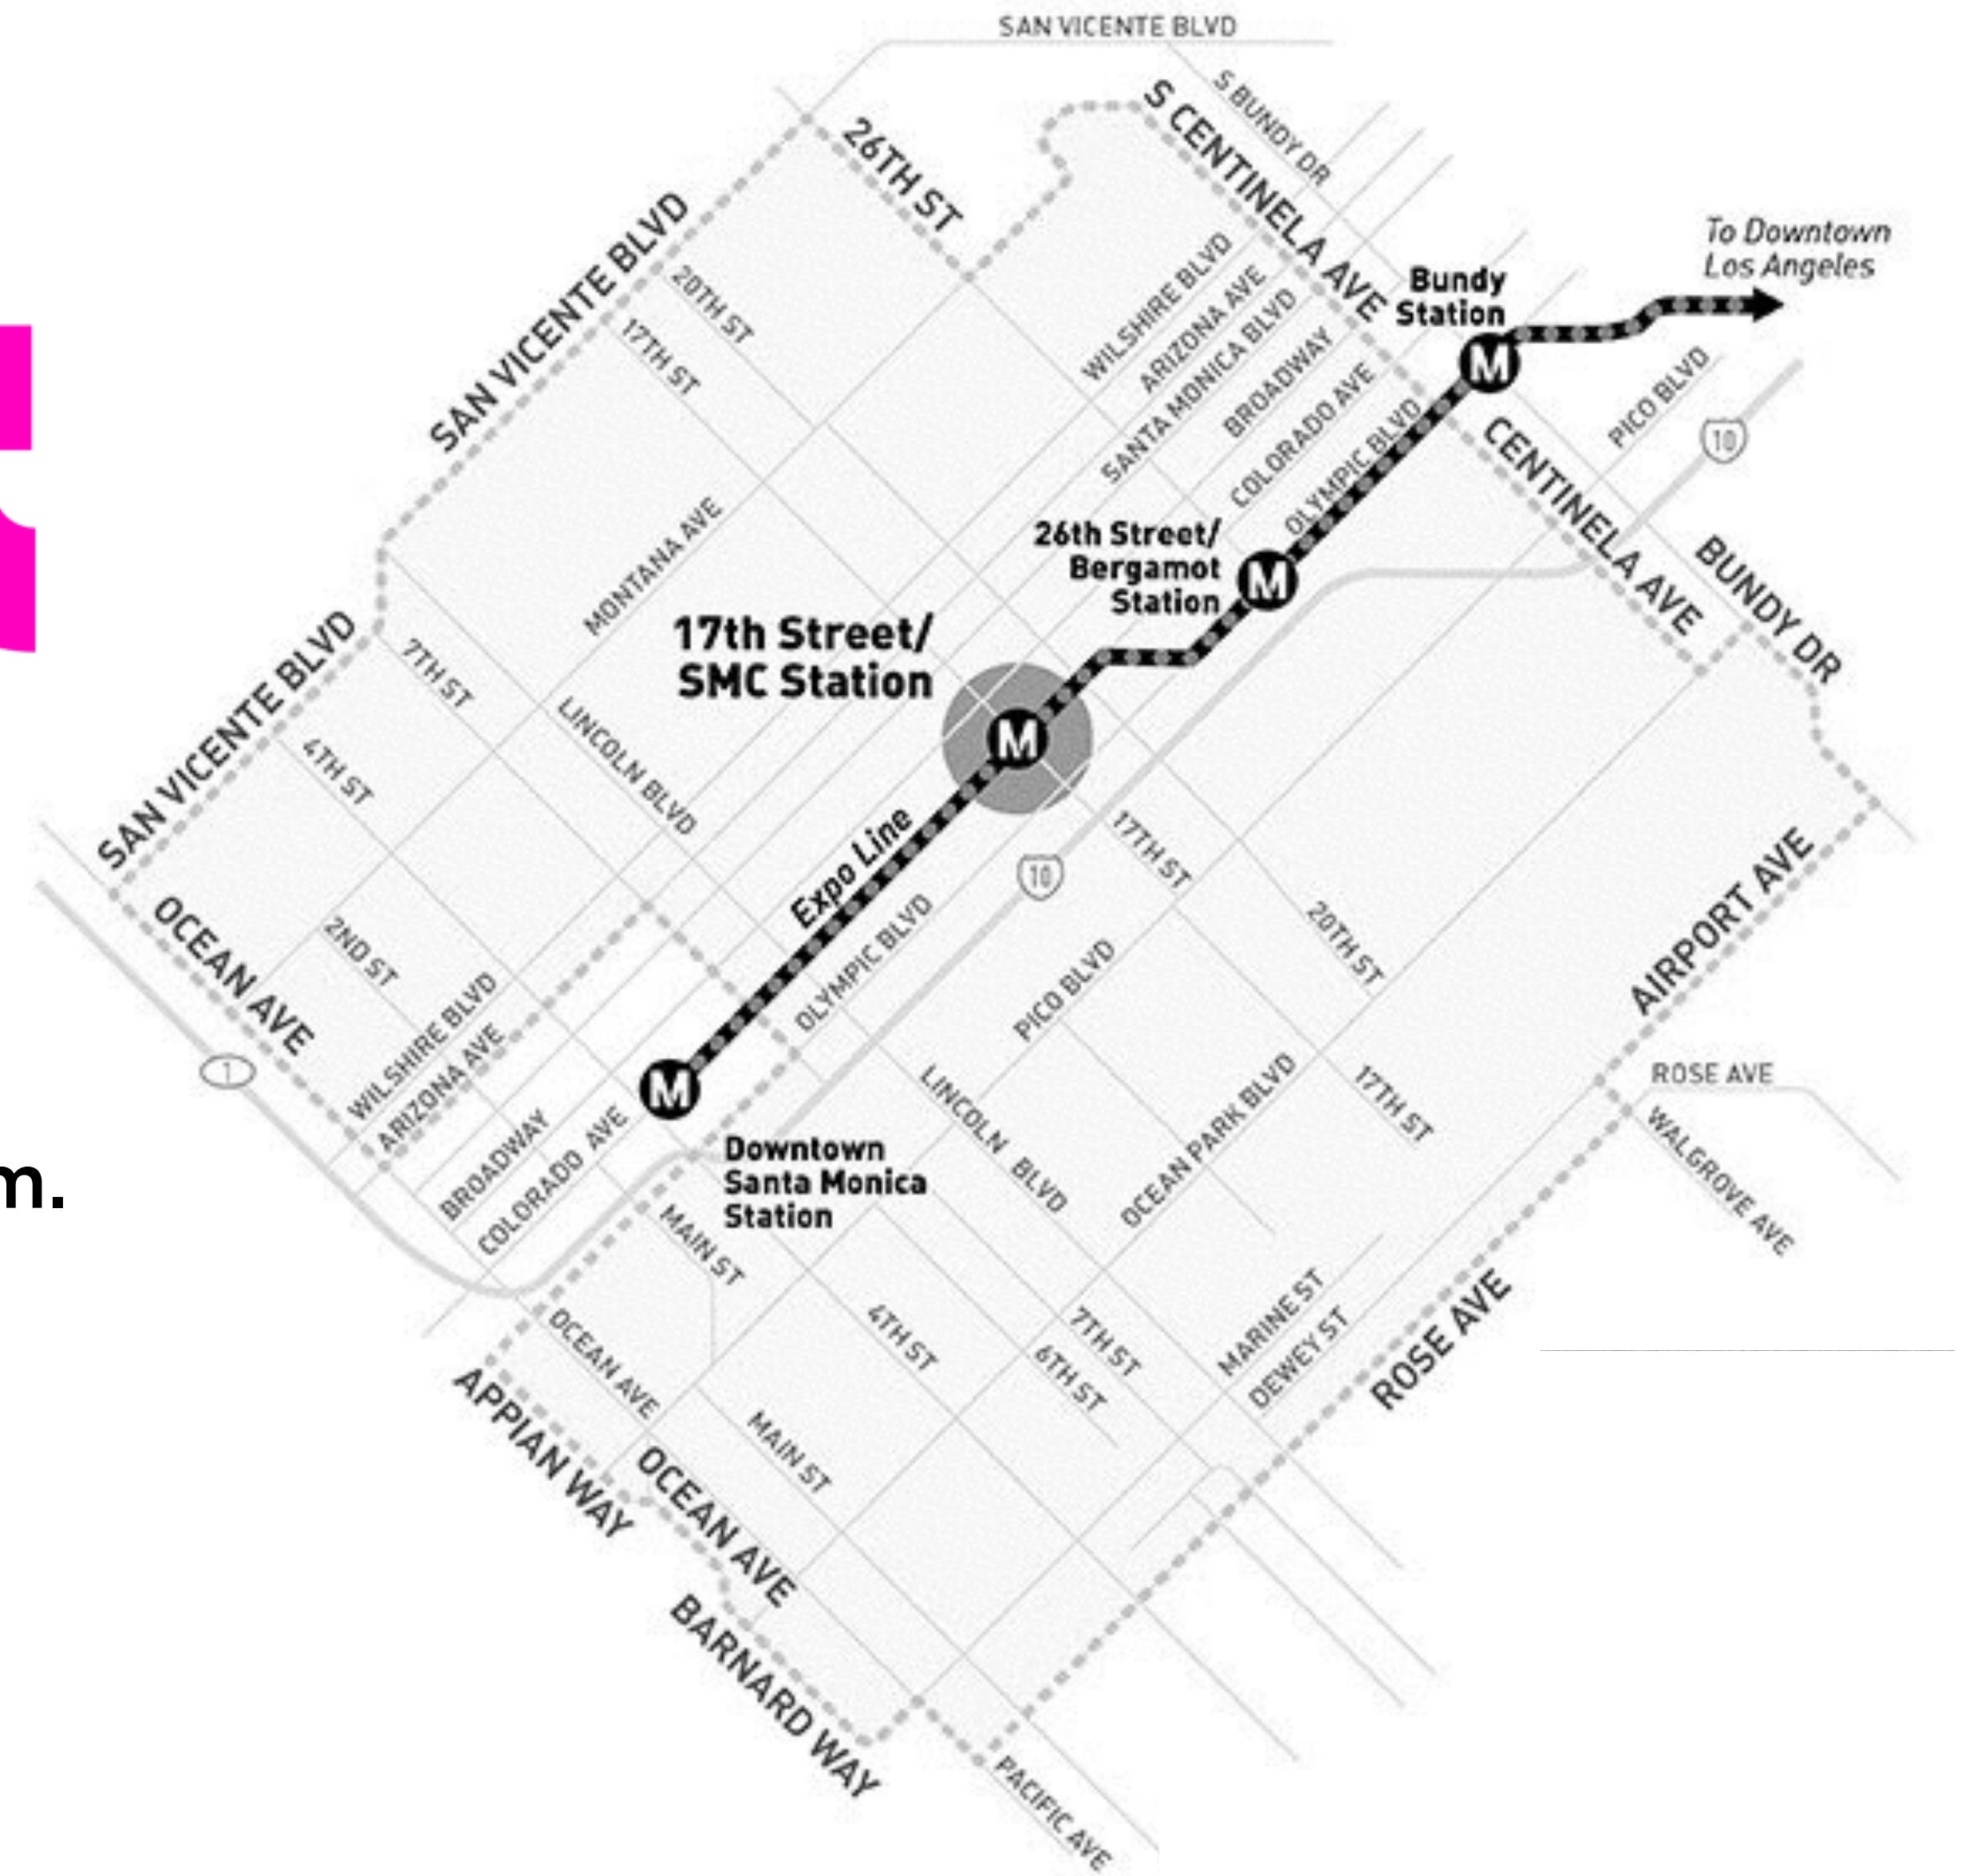 SAN VICENTE BLVD
S BUNDY DR
S CENTINELA AVE
26TH ST
To Downtown
Los Angeles
SAN VICENTE BLVD
20TH ST
17TH ST
WILSHIRE BLVD
ARIZONA AVE
SANTA MONICA BLVD
BROADWAY
COLORADO AVE
OLYMPIC BLVD
Bundy
Station
M
PICO BLVD
10
CENTINELA AVE
BUNDY DR
MONTANA AVE
26th Street/
Bergamot
Station
M
17th Street/
SMC Station
M
SAN VICENTE BLVD
7TH ST
LINCOLN BLVD
4TH ST
Expo Line
10
17TH ST
20TH ST
AIRPORT AVE
OCEAN AVE
2ND ST
WILSHIRE BLVD
ARIZONA AVE
OLYMPIC BLVD
PICO BLVD
1
M
BROADWAY
COLORADO AVE
Downtown
Santa Monica
Station
LINCOLN BLVD
OCEAN PARK BLVD
17TH ST
ROSE AVE
WALGROVE AVE
m.
MAIN ST
4TH ST
7TH ST
6TH ST
MARINE ST
DEWEY ST
ROSE AVE
OCEAN AVE
APPIAN WAY
MAIN ST
OCEAN AVE
BARNARD WAY
PACIFIC AVE